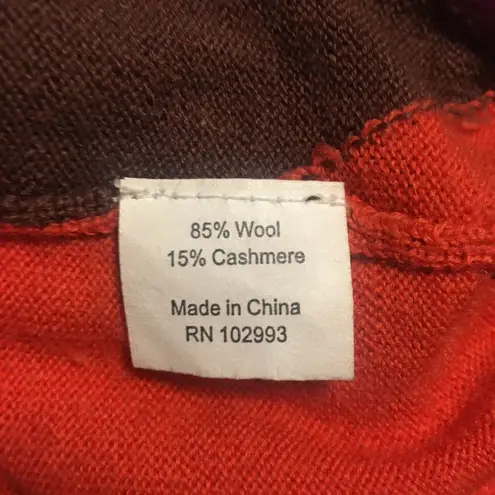 85% Wool
15% Cashmere
Made in China
RN 102993